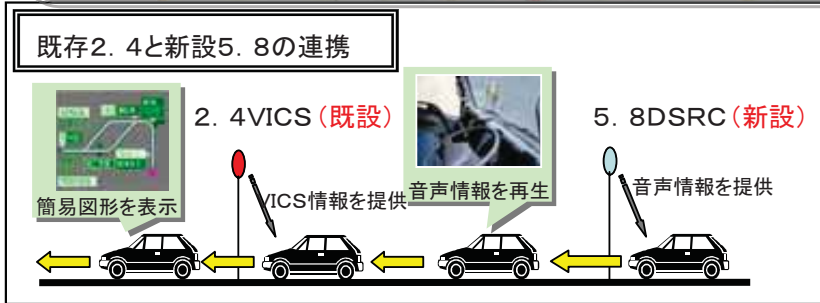 既存2．4と新設5．8の連携
2．4VICS（既設）
5．8DSRC（新設）
簡易図形を表示
VICS情報を提供
音声情報を再生
音声情報を提供